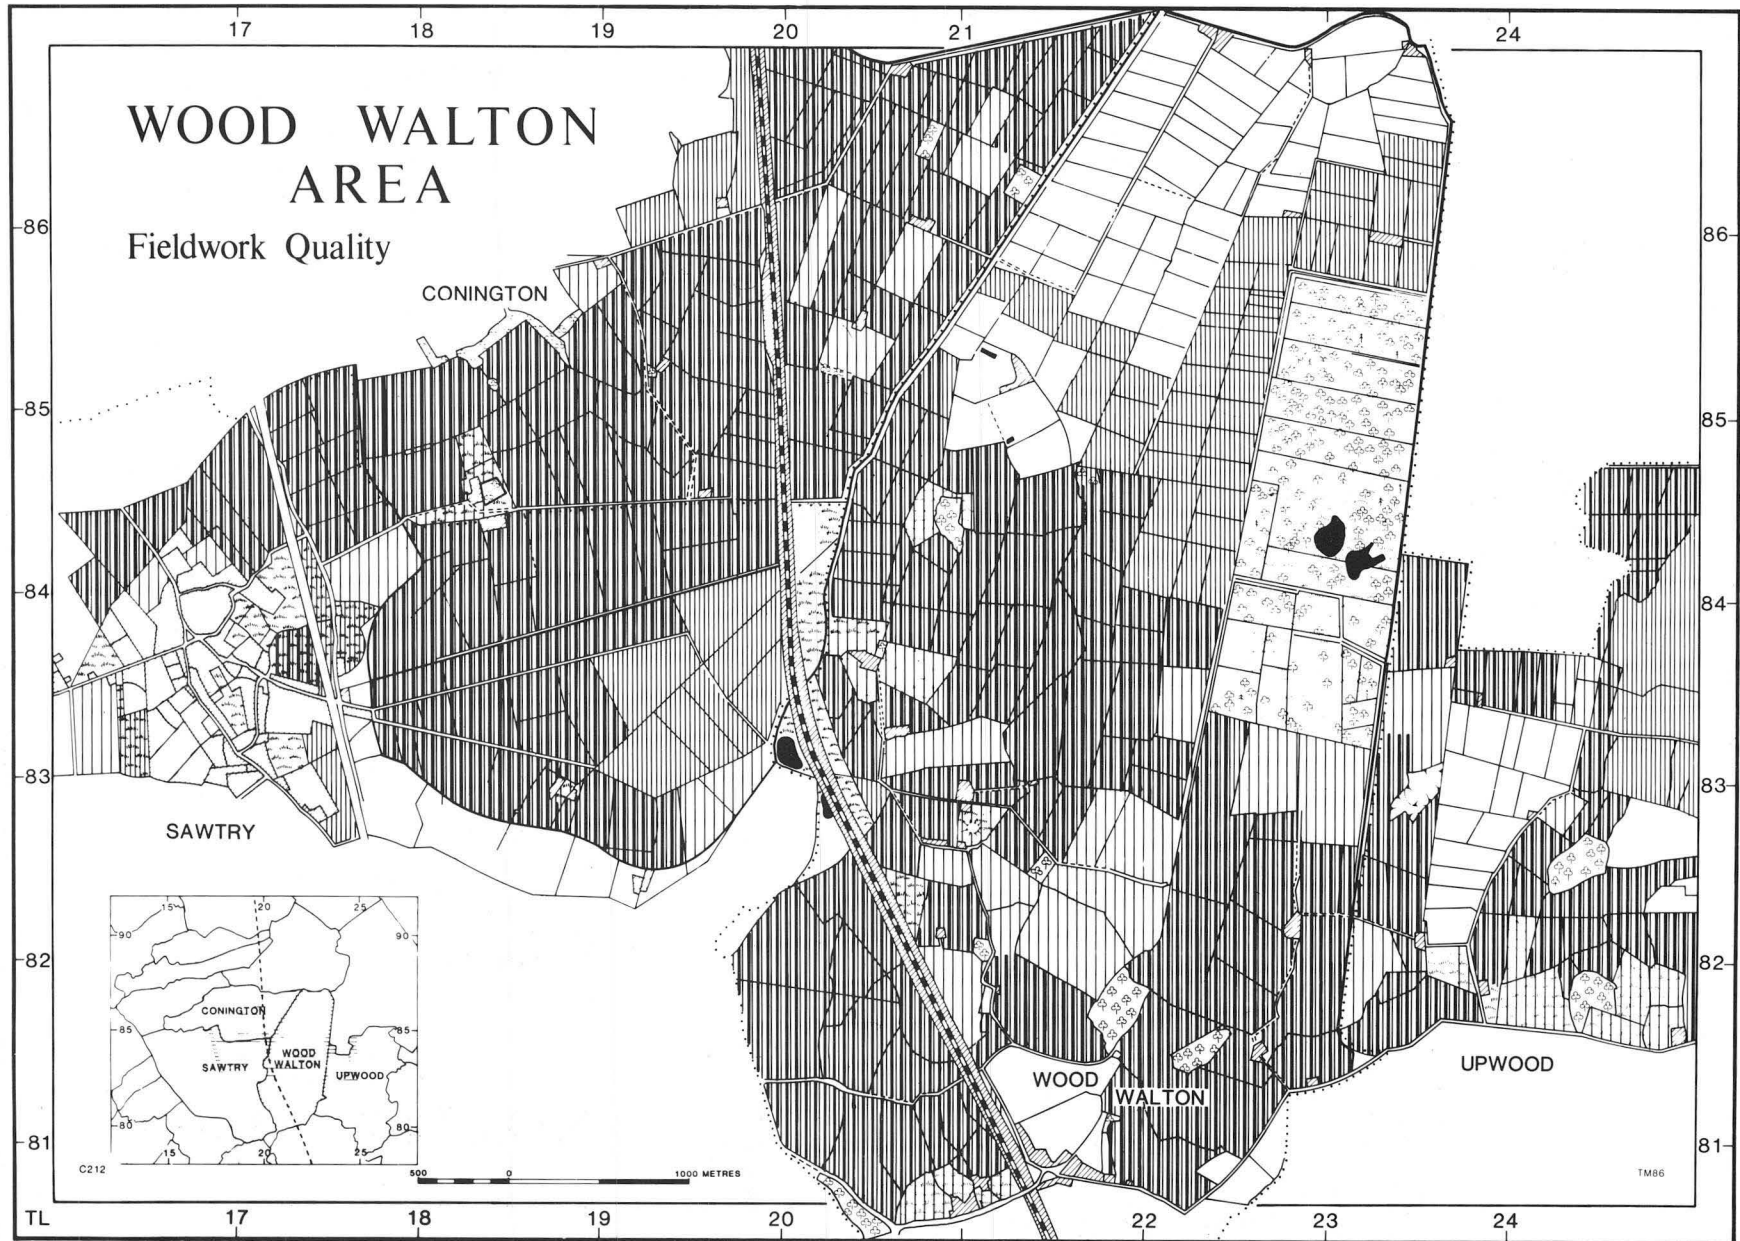 17 18 19 20 21 22 23 24
WOOD WALTON
AREA
Fieldwork Quality
86 86
CONINGTON
85 85
84 84
83 83
SAWTRY
82 82
15 20 25
90 90
CONINGTON
85 85
SAWTRY
WOOD
WALTON
UPWOOD
80 80
15 20 25
WOOD
WALTON
UPWOOD
81 81
C212
500 0 1000 METRES
TM86
TL 17 18 19 20 22 23 24